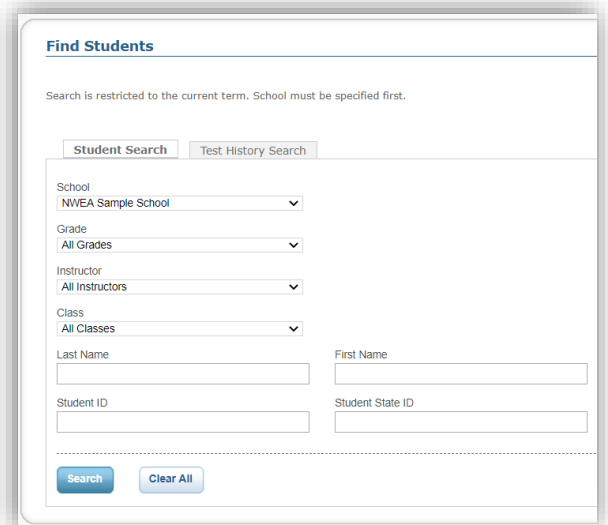 Find Students
Search is restricted to the current term. School must be specified first.
Student Search Test History Search
School
NWEA Sample School
Grade
All Grades
Instructor
All Instructors
Class
All Classes
Last Name First Name
Student ID Student State ID
Search Clear All